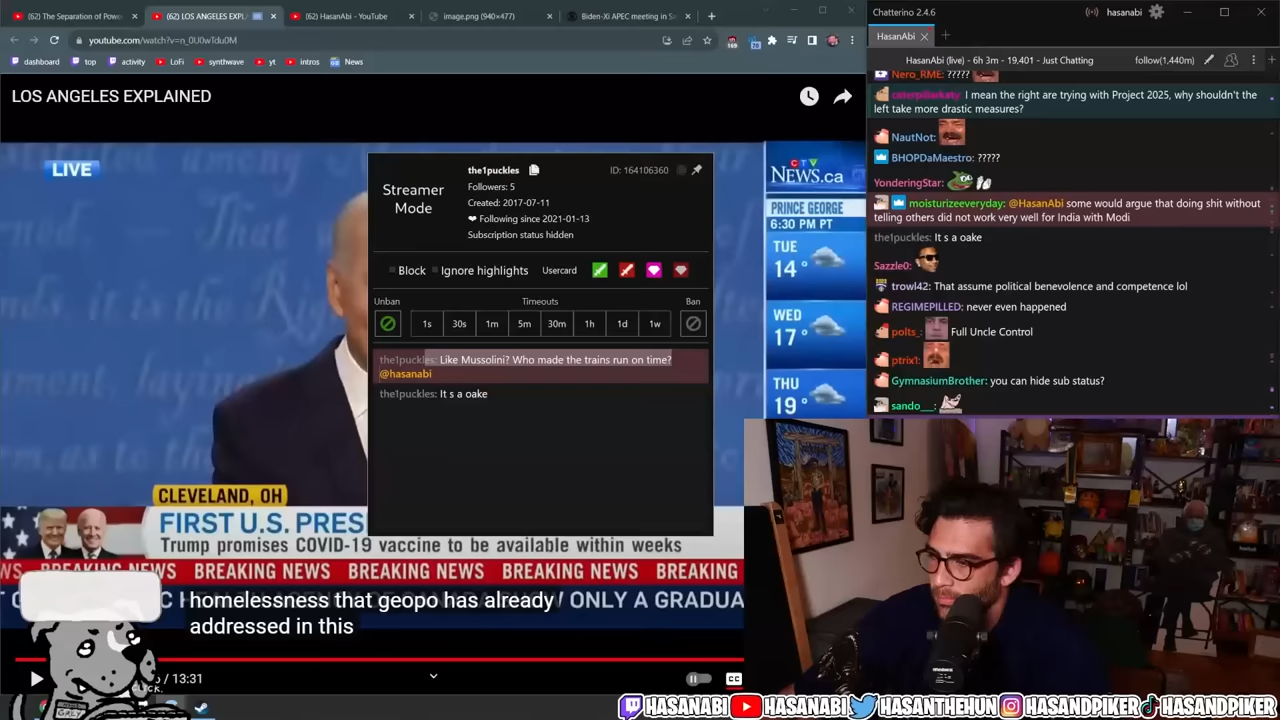 (62) The Separation of Power
(62) LOS ANGELES EXPL
(62) HasanAbi - YouTube
image.png (940×477)
Biden-Xi APEC meeting in S
youtube.com/watch?v=n_0U0wTdu0M
169
dashboard
top
activity
LoFi
synthwave
yt
intros
News
LOS ANGELES EXPLAINED
LIVE
CTV
NEWS.ca
PRINCE GEORGE
6:30 PM PT
TUE
14°
WED
17°
THU
19°
Streamer
Mode
the1puckles
ID: 164106360
Followers: 5
Created: 2017-07-11
❤ Following since 2021-01-13
Subscription status hidden
Block
Ignore highlights
Usercard
Unban
Timeouts
Ban
1s
30s
1m
5m
30m
1h
1d
1w
the1puckles: Like Mussolini? Who made the trains run on time?
@hasanabi
the1puckles: It s a oake
CLEVELAND, OH
FIRST U.S. PRES
Trump promises COVID-19 vaccine to be available within weeks
WS BREAKING NEWS BREAKING NEWS BREAKING NEWS BREAKING NEWS
ONLY A GRADUA
homelessness that geopo has already
addressed in this
/ 13:31
CLICK.
Chatterino 2.4.6
hasanabi
HasanAbi
HasanAbi (live) - 6h 3m - 19,401 - Just Chatting
follow(1,440m)
Nero_RME: ?????
caterpillarkaty I mean the right are trying with Project 2025, why shouldn't the
left take more drastic measures?
NautNot:
BHOPDaMaestro: ?????
YonderingStar:
moisturizeeveryday: @HasanAbi some would argue that doing shit without
telling others did not work very well for India with Modi
the1puckles: It s a oake
Sazzle0:
trowl42: That assume political benevolence and competence lol
REGIMEPILLED: never even happened
polts_: Full Uncle Control
ptrix1:
GymnasiumBrother: you can hide sub status?
sando___:
HASANABI
HASANABI
HASANTHEHUN
HASANDPIKER
HASANDPIKER